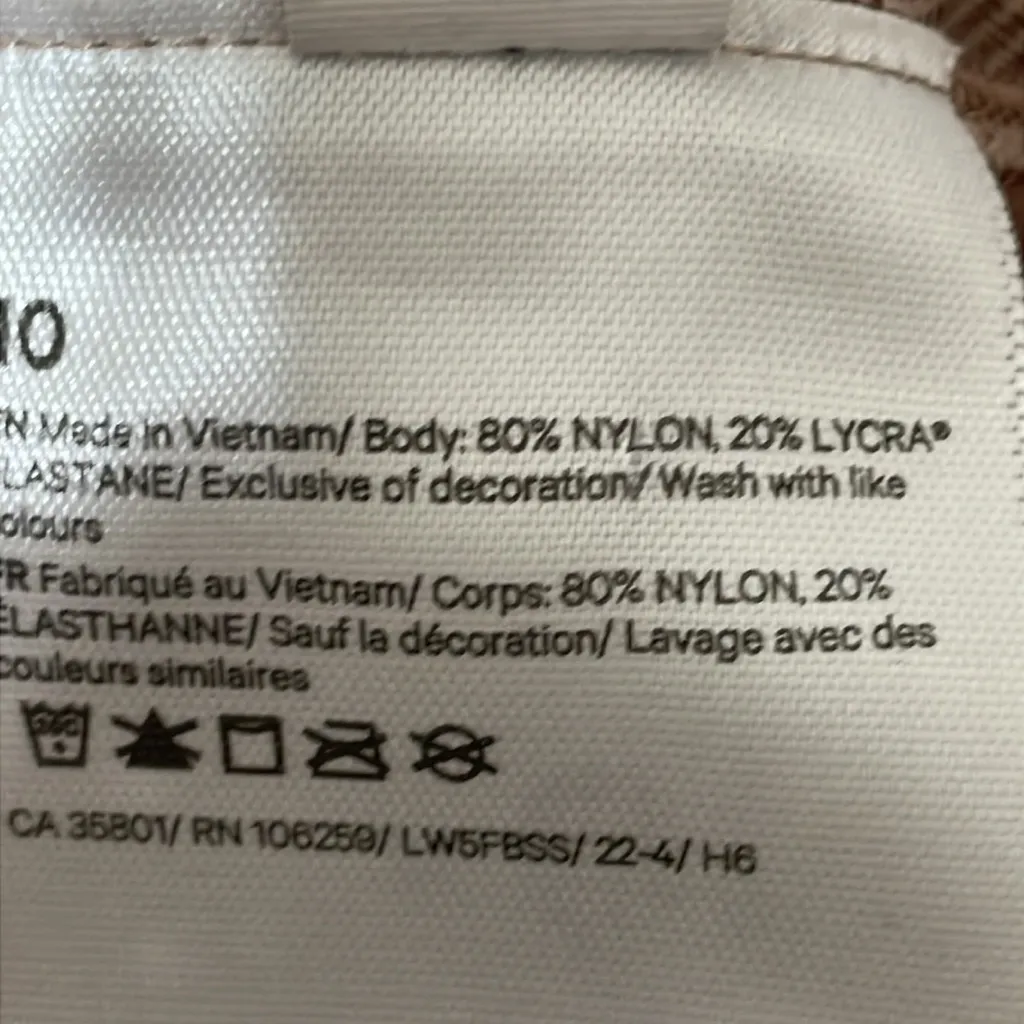 10
EN Made in Vietnam/ Body: 80% NYLON, 20% LYCRA®
ELASTANE/ Exclusive of decoration/ Wash with like
colours
FR Fabriqué au Vietnam/ Corps: 80% NYLON, 20%
ÉLASTHANNE/ Sauf la décoration/ Lavage avec des
couleurs similaires
CA 35801/ RN 106259/ LW5FBSS/ 22-4/ H6